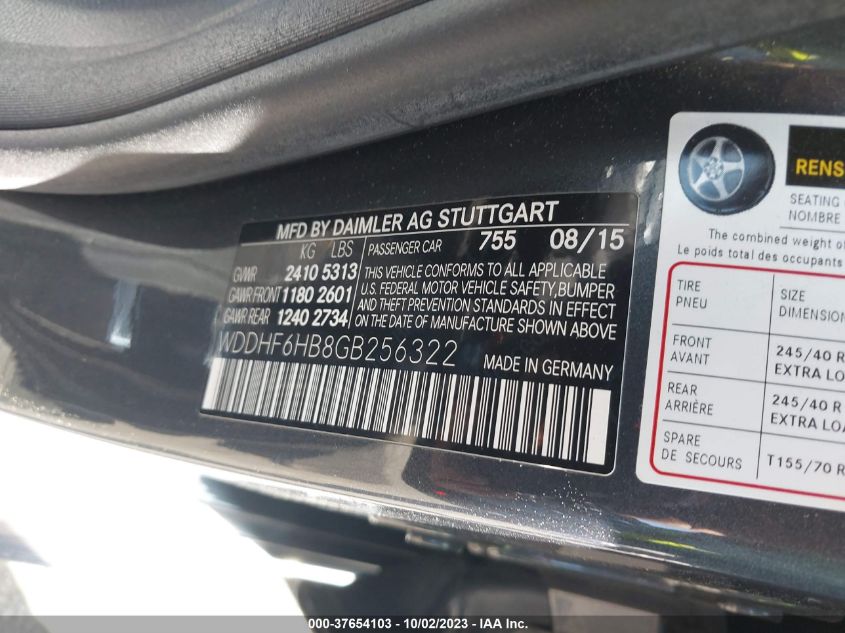 MFD BY DAIMLER AG STUTTGART
KG LBS
GVWR 2410 5313
GAWR FRONT 1180 2601
GAWR REAR 1240 2734
PASSENGER CAR 755 08/15
THIS VEHICLE CONFORMS TO ALL APPLICABLE
U.S. FEDERAL MOTOR VEHICLE SAFETY, BUMPER
AND THEFT PREVENTION STANDARDS IN EFFECT
ON THE DATE OF MANUFACTURE SHOWN ABOVE
WDDHF6HB8GB256322
MADE IN GERMANY
RENS
SEATING
NOMBRE
The combined weight of
Le poids total des occupants
TIRE
PNEU
SIZE
DIMENSION
FRONT
AVANT
245/40 R
EXTRA LO
REAR
ARRIÈRE
245/40 R
EXTRA LOA
SPARE
DE SECOURS
T155/70 R
000-37654103 - 10/02/2023 - IAA Inc.